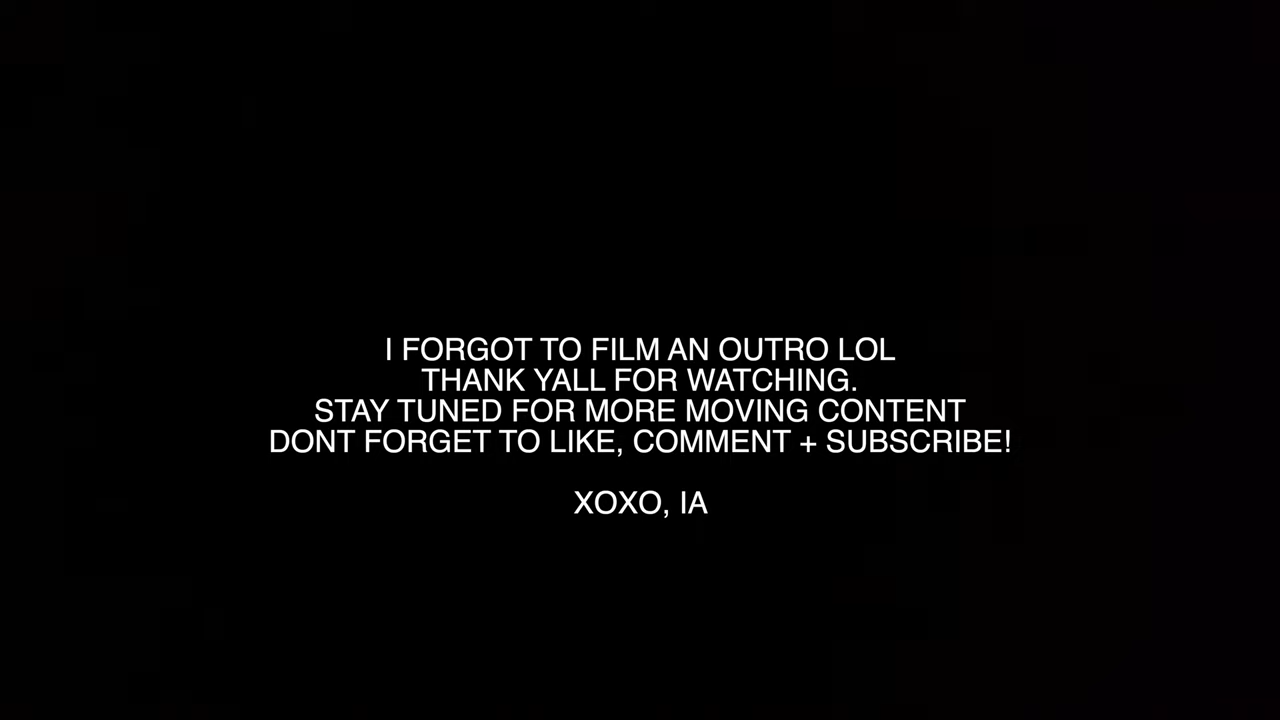 I FORGOT TO FILM AN OUTRO LOL
THANK YALL FOR WATCHING.
STAY TUNED FOR MORE MOVING CONTENT
DONT FORGET TO LIKE, COMMENT + SUBSCRIBE!
XOXO, IA